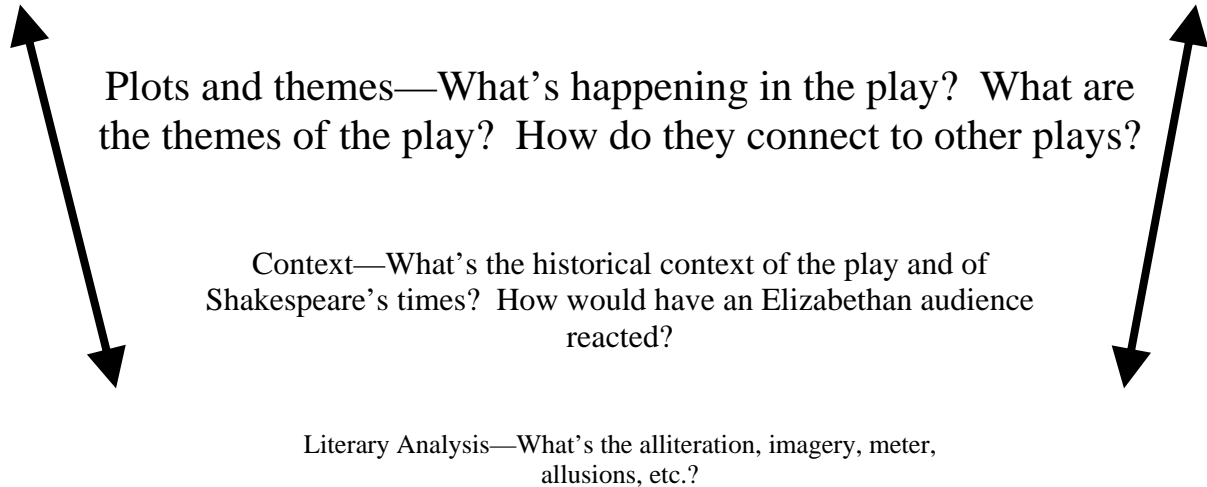 Plots and themes—What’s happening in the play?  What are
the themes of the play?  How do they connect to other plays?
Context—What’s the historical context of the play and of
Shakespeare’s times?  How would have an Elizabethan audience
reacted?
Literary Analysis—What’s the alliteration, imagery, meter,
allusions, etc.?